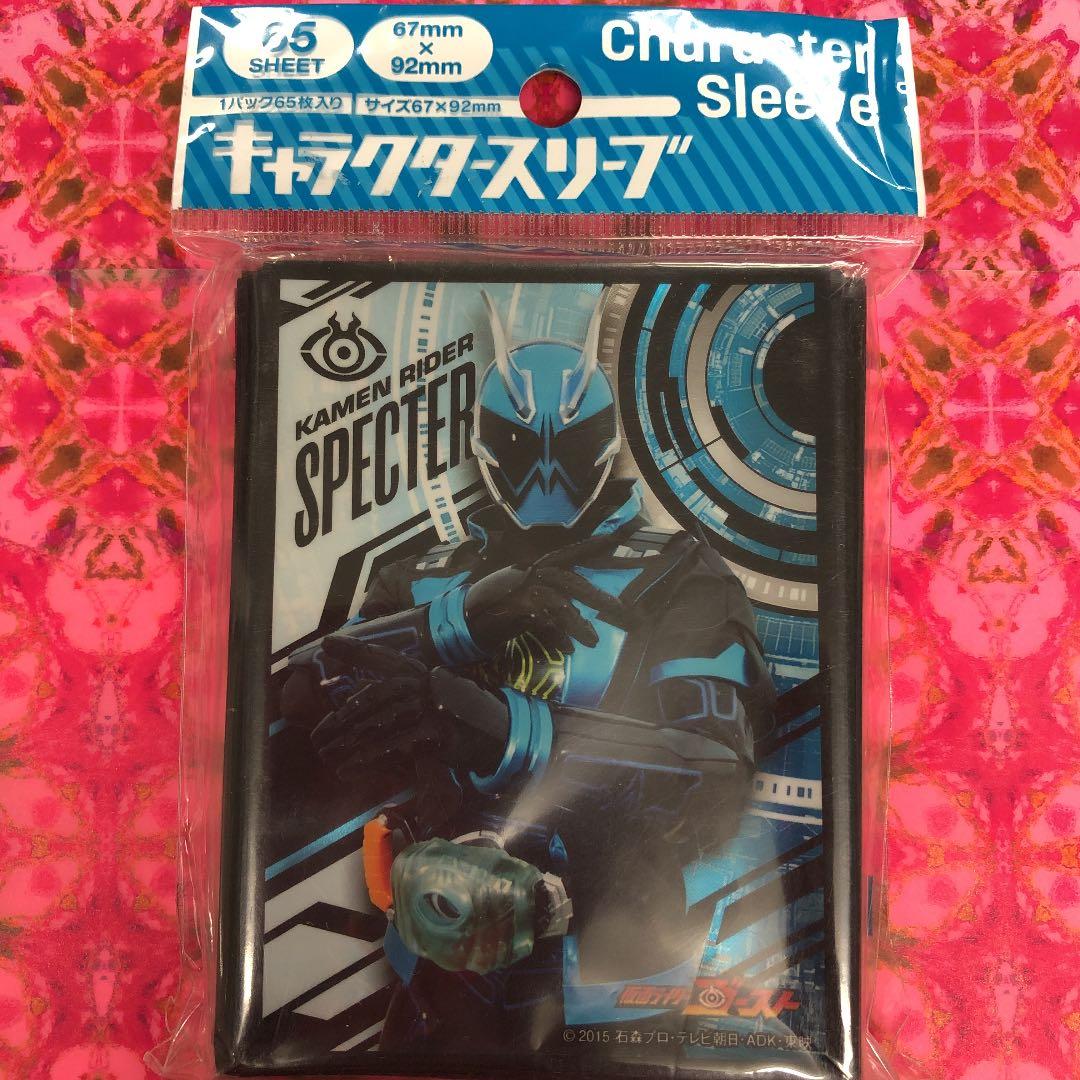 65
SHEET
67mm
×
92mm
Character
Sleeve
1パック65枚入り
サイズ67×92mm
キャラクタースリーブ
KAMEN RIDER
SPECTER
仮面ライダーゴースト
© 2015 石森プロ・テレビ朝日・ADK・東映